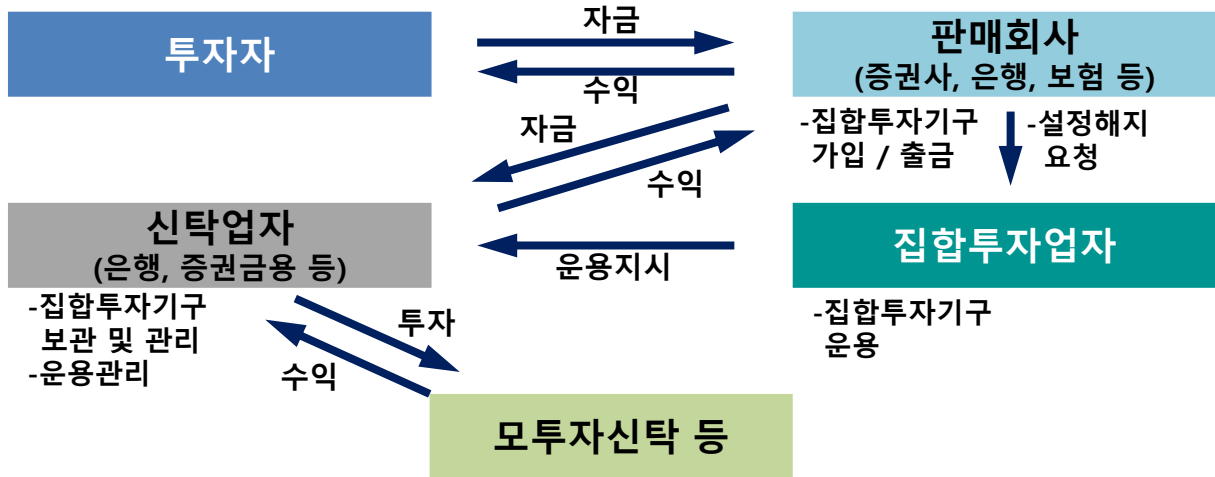 투자자
자금
수익
판매회사
(증권사, 은행, 보험 등)
-집합투자기구
가입 / 출금
-설정해지
요청
자금
수익
신탁업자
(은행, 증권금용 등)
-집합투자기구
보관 및 관리
-운용관리
운용지시
집합투자업자
-집합투자기구
운용
투자
수익
모투자신탁 등